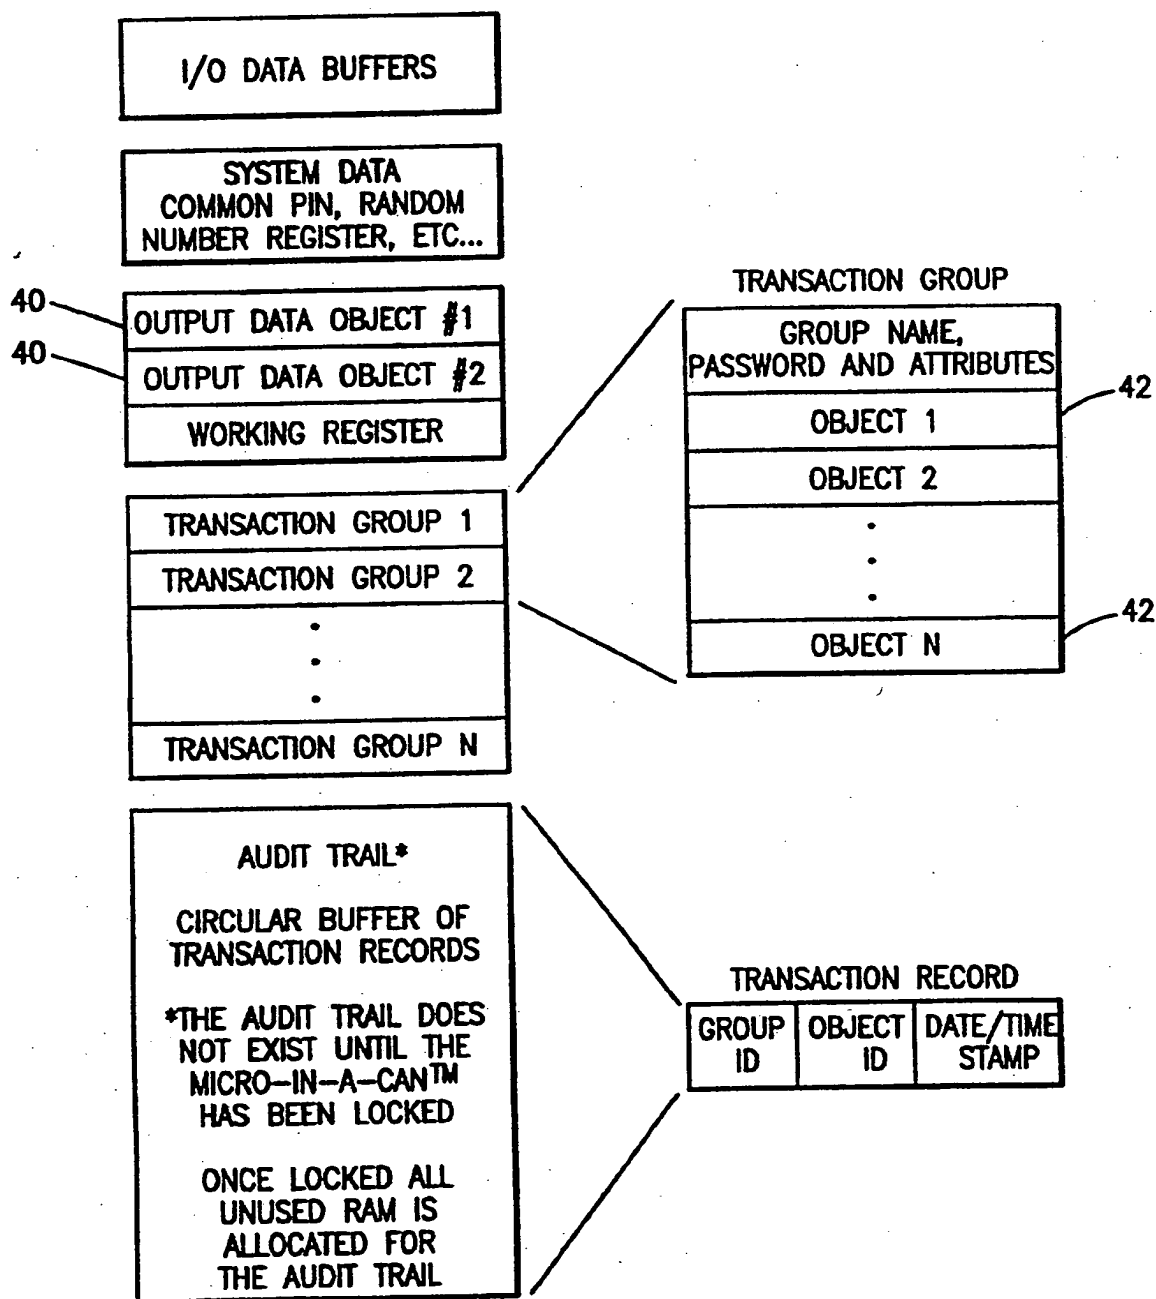 I/O DATA BUFFERS
SYSTEM DATA
COMMON PIN, RANDOM
NUMBER REGISTER, ETC...
40
OUTPUT DATA OBJECT #1
40
OUTPUT DATA OBJECT #2
WORKING REGISTER
TRANSACTION GROUP 1
TRANSACTION GROUP 2
TRANSACTION GROUP N
TRANSACTION GROUP
GROUP NAME,
PASSWORD AND ATTRIBUTES
42
OBJECT 1
OBJECT 2
42
OBJECT N
AUDIT TRAIL*
CIRCULAR BUFFER OF
TRANSACTION RECORDS
*THE AUDIT TRAIL DOES
NOT EXIST UNTIL THE
MICRO-IN-A-CAN™
HAS BEEN LOCKED
ONCE LOCKED ALL
UNUSED RAM IS
ALLOCATED FOR
THE AUDIT TRAIL
TRANSACTION RECORD
GROUP
ID
OBJECT
ID
DATE/TIME
STAMP